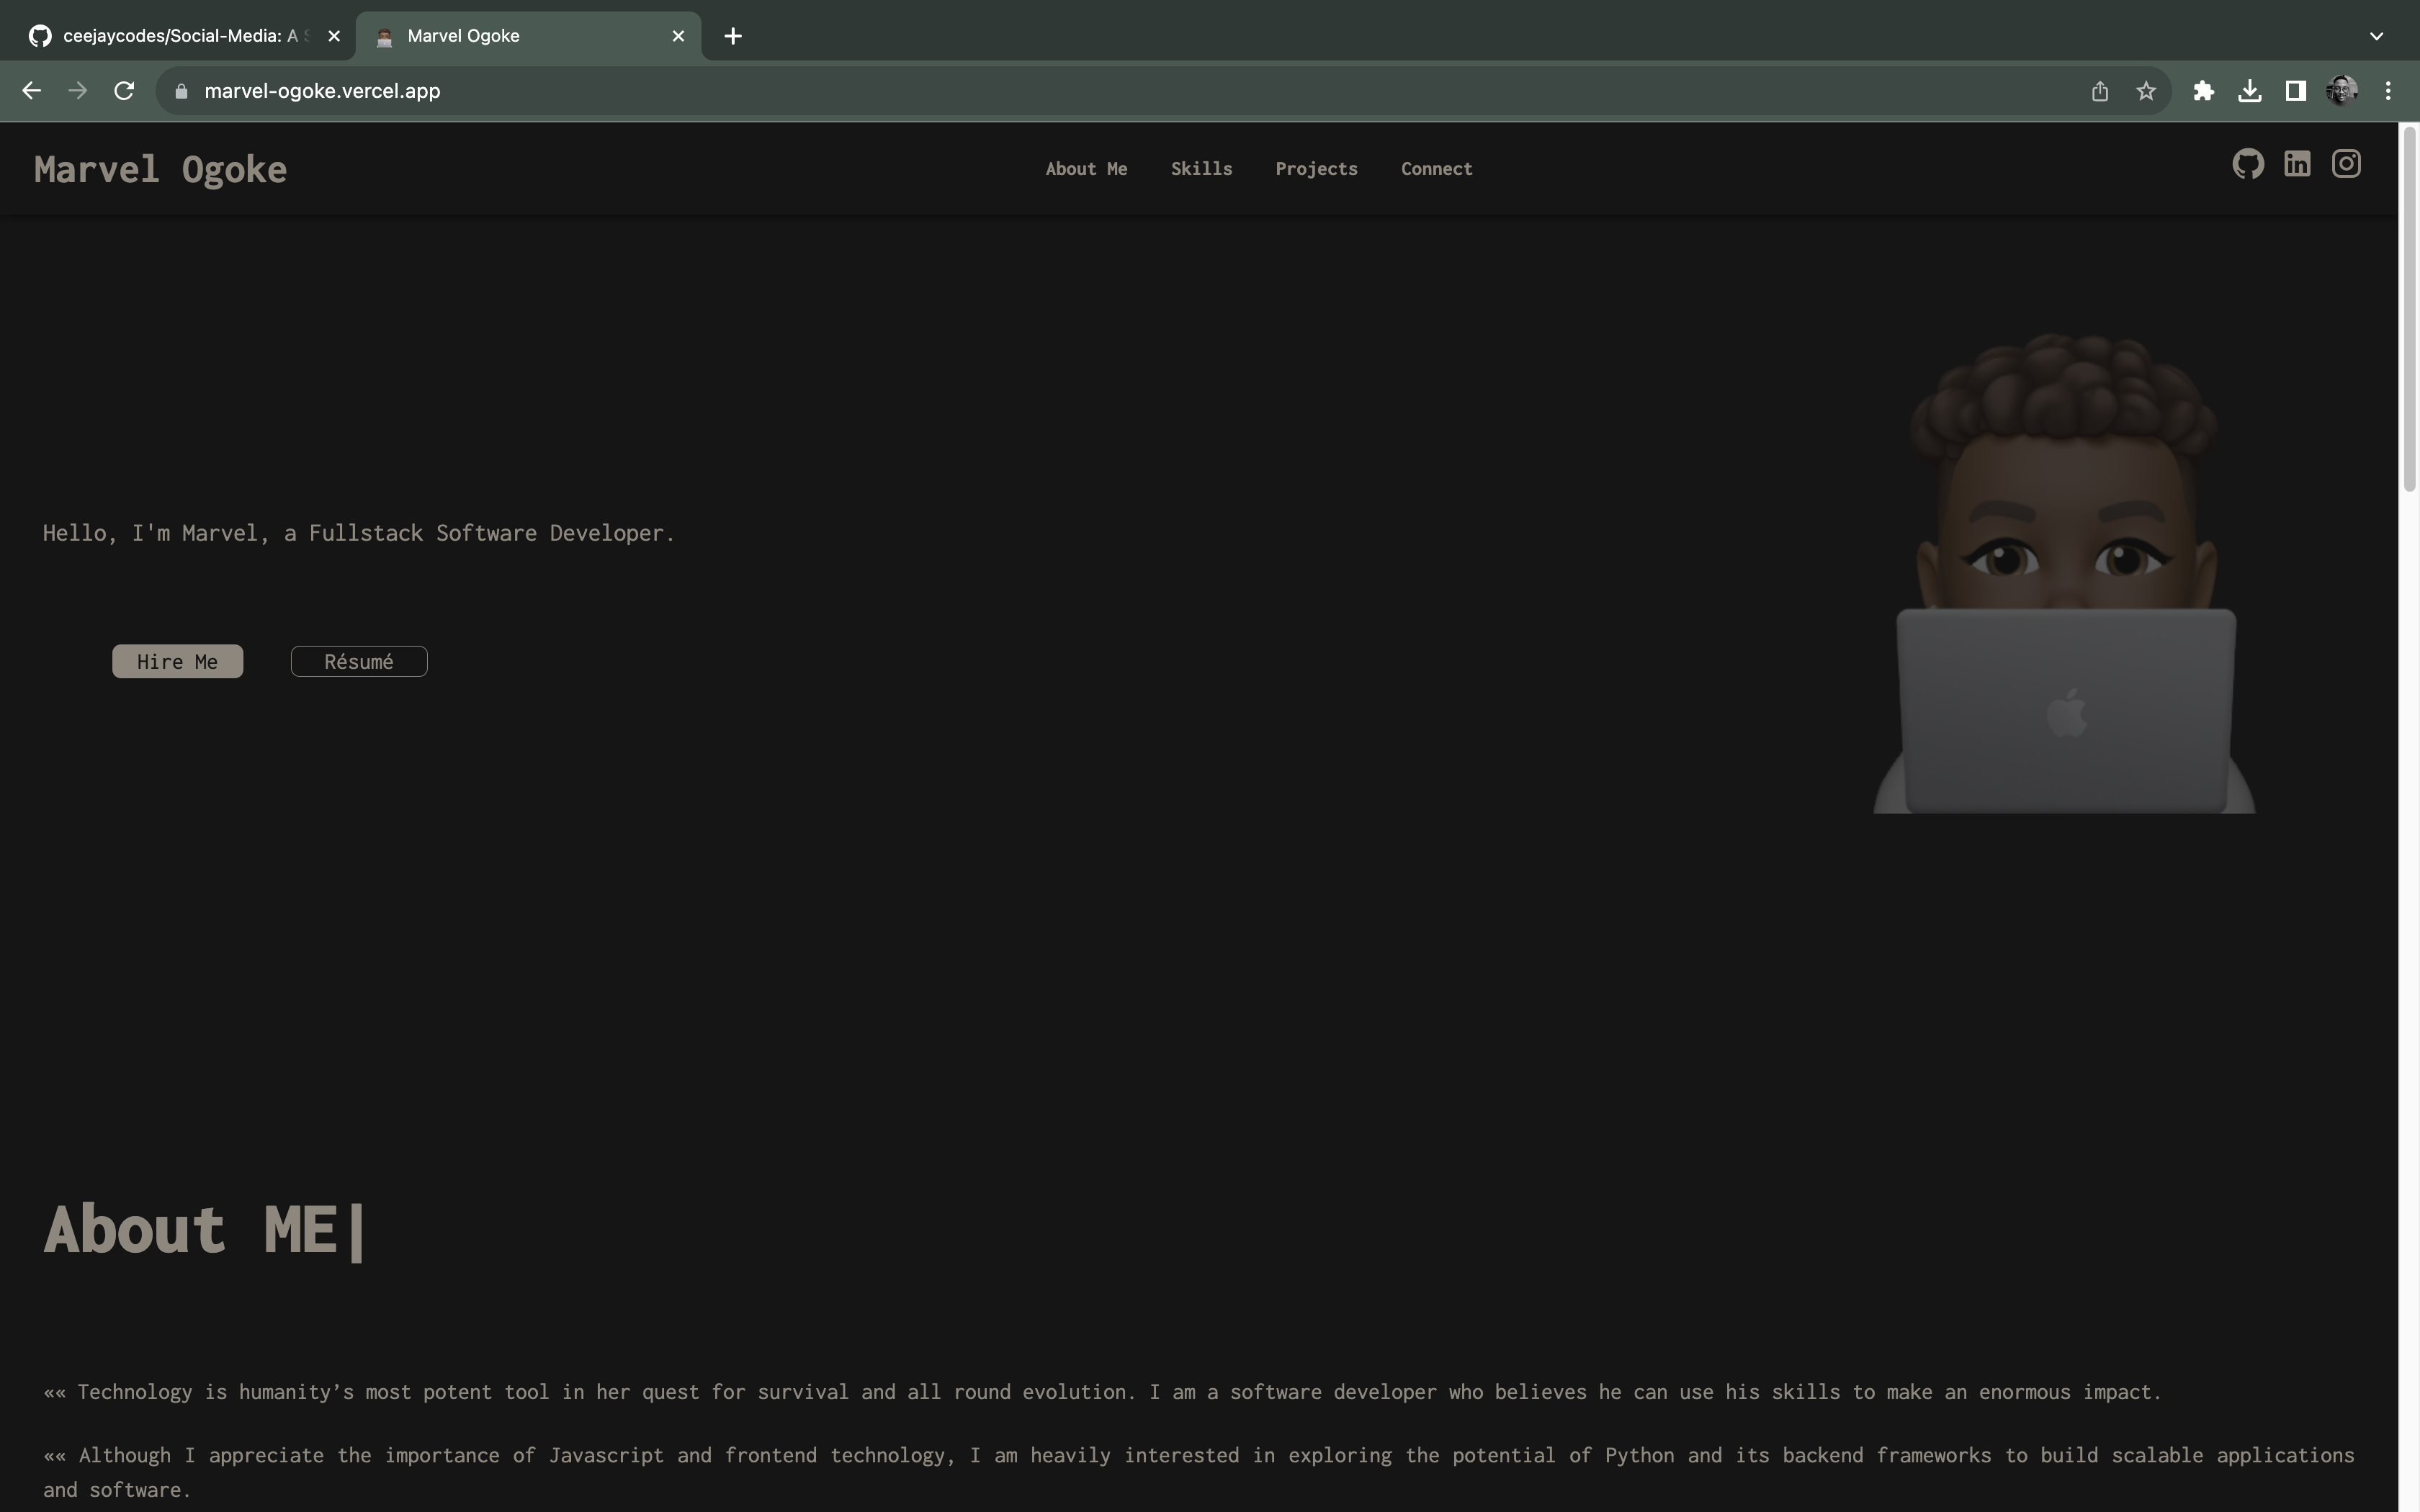 ceejaycodes/Social-Media: A
Marvel Ogoke
marvel-ogoke.vercel.app
Marvel Ogoke
About Me
Skills
Projects
Connect
Hello, I'm Marvel, a Fullstack Software Developer.
Hire Me
Résumé
About ME|
«« Technology is humanity’s most potent tool in her quest for survival and all round evolution. I am a software developer who believes he can use his skills to make an enormous impact.
«« Although I appreciate the importance of Javascript and frontend technology, I am heavily interested in exploring the potential of Python and its backend frameworks to build scalable applications
and software.